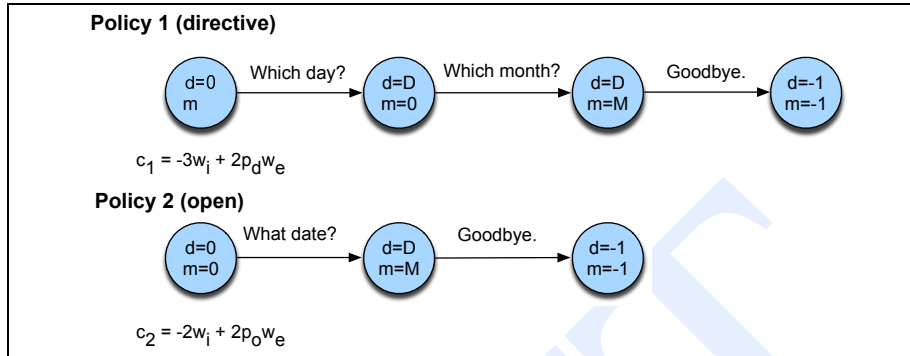 Policy 1 (directive)
Which day? Which month? Goodbye.
d=0 d=D d=D d=-1
m m=0 m=M m=-1
c1 = -3wi + 2pdwe
Policy 2 (open)
What date? Goodbye.
d=0 d=D d=-1
m=0 m=M m=-1
c2 = -2wi + 2powe